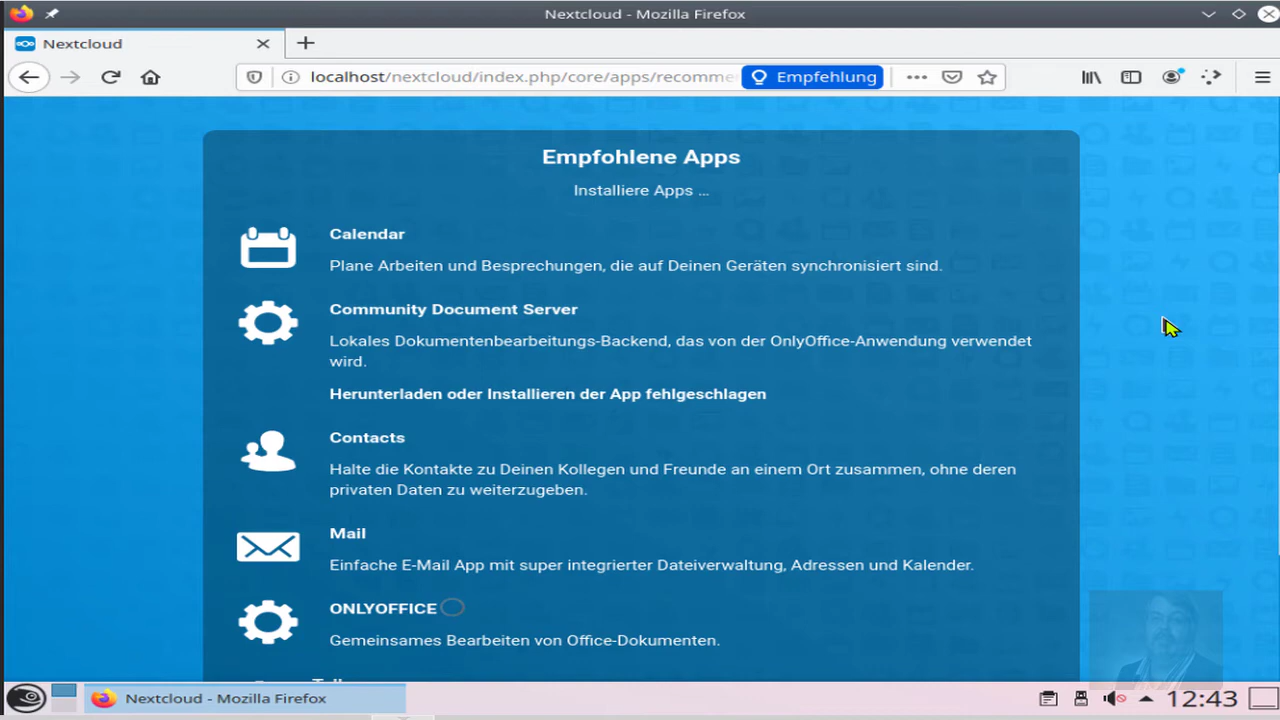 Nextcloud - Mozilla Firefox
Nextcloud
localhost/nextcloud/index.php/core/apps/recomme
Empfehlung
Empfohlene Apps
Installiere Apps ...
Calendar
Plane Arbeiten und Besprechungen, die auf Deinen Geräten synchronisiert sind.
Community Document Server
Lokales Dokumentenbearbeitungs-Backend, das von der OnlyOffice-Anwendung verwendet
wird.
Herunterladen oder Installieren der App fehlgeschlagen
Contacts
Halte die Kontakte zu Deinen Kollegen und Freunde an einem Ort zusammen, ohne deren
privaten Daten zu weiterzugeben.
Mail
Einfache E-Mail App mit super integrierter Dateiverwaltung, Adressen und Kalender.
ONLYOFFICE
Gemeinsames Bearbeiten von Office-Dokumenten.
Nextcloud - Mozilla Firefox
12:43